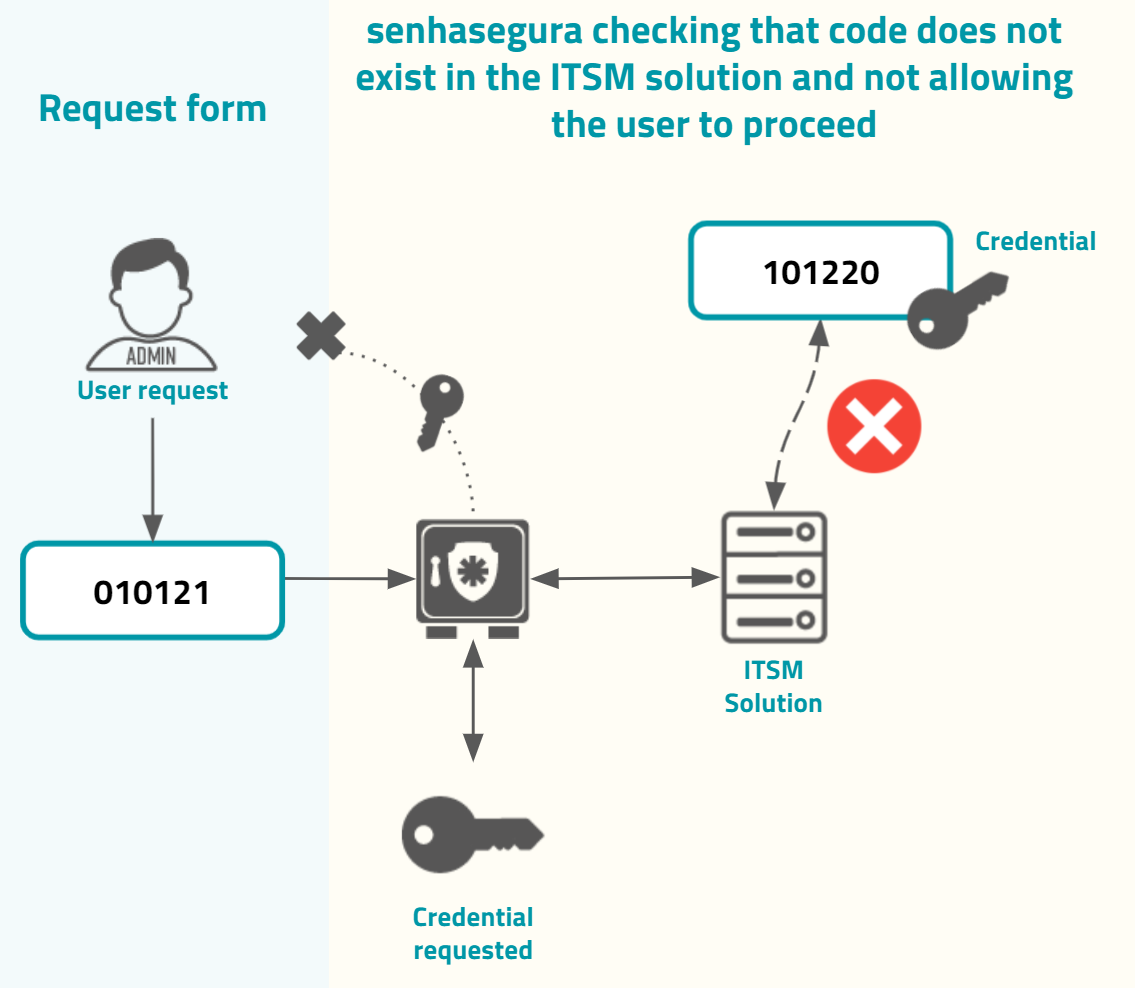 senhasegura checking that code does not
exist in the ITSM solution and not allowing
the user to proceed
Request form
Credential
101220
ADMIN
User request
010121
ITSM
Solution
Credential
requested